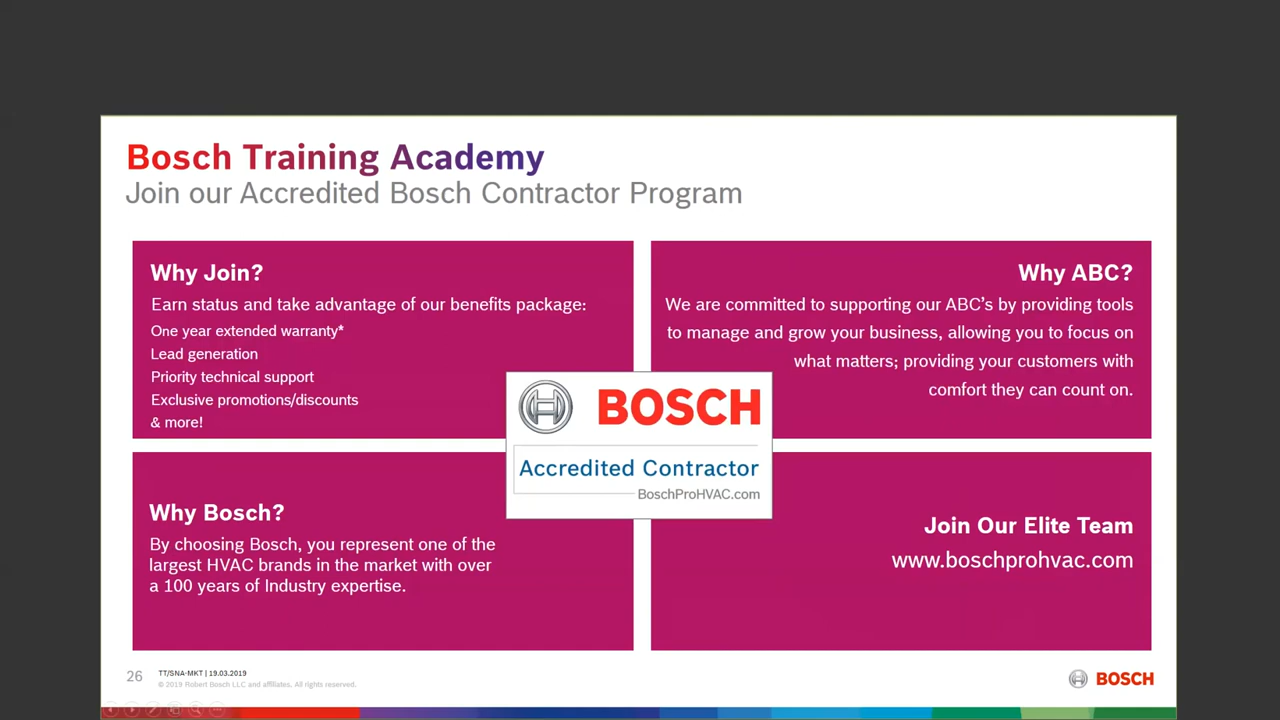 Bosch Training Academy
Join our Accredited Bosch Contractor Program
Why Join?
Earn status and take advantage of our benefits package:
One year extended warranty*
Lead generation
Priority technical support
Exclusive promotions/discounts
& more!
Why ABC?
We are committed to supporting our ABC's by providing tools
to manage and grow your business, allowing you to focus on
what matters; providing your customers with
comfort they can count on.
BOSCH
Accredited Contractor
BoschProHVAC.com
Why Bosch?
By choosing Bosch, you represent one of the
largest HVAC brands in the market with over
a 100 years of Industry expertise.
Join Our Elite Team
www.boschprohvac.com
26
TT/SNA-MKT | 19.03.2019
© 2019 Robert Bosch LLC and affiliates. All rights reserved.
BOSCH